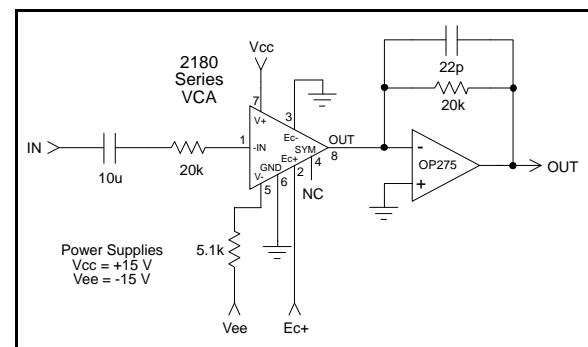 2180
Series
VCA
Vcc
7
V+
3
Ec-
IN
10u
20k
1
-IN
OUT
8
SYM
4
GND
Ec+
2
V-
5
6
NC
22p
20k
-
+
OP275
OUT
5.1k
Power Supplies
Vcc = +15 V
Vee = -15 V
Vee
Ec+